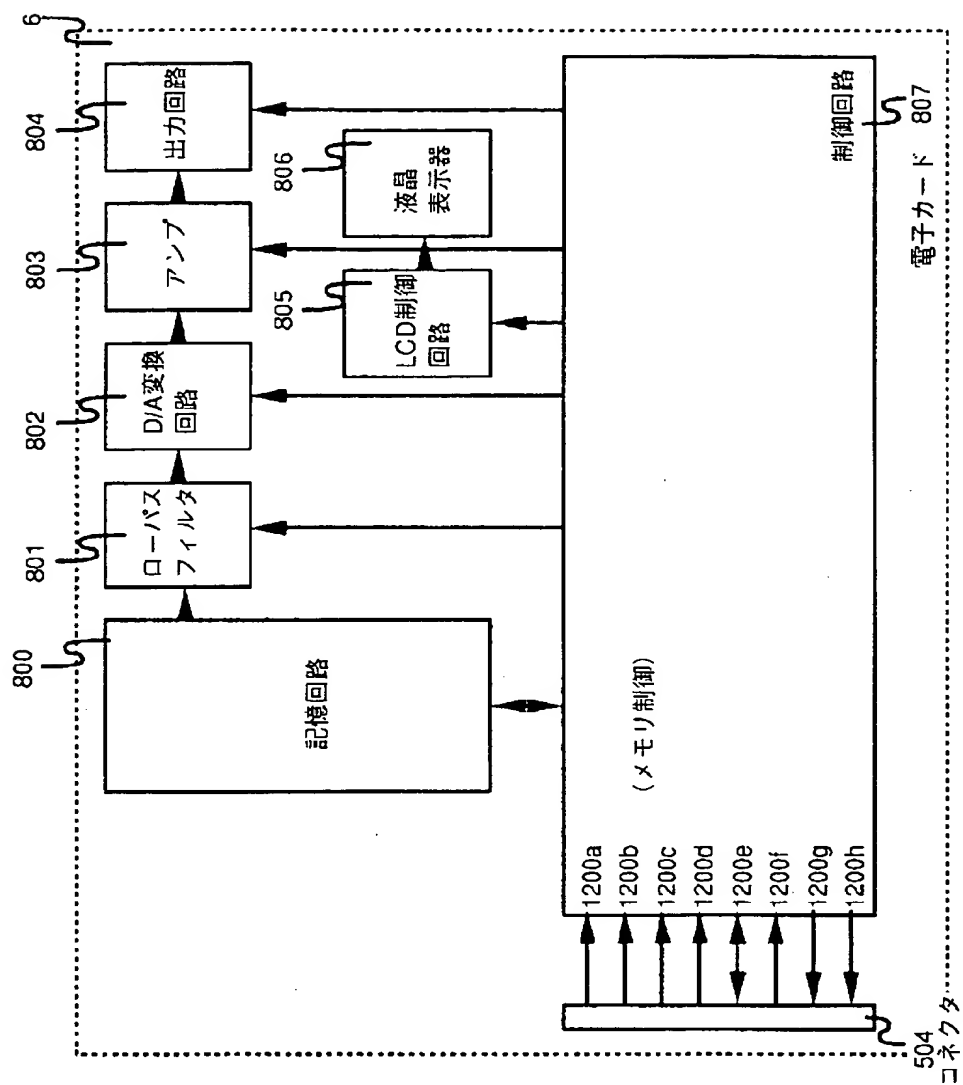 6
800
801
802
803
804
記憶回路
ローパス
フィルタ
D/A変換
回路
アンプ
出力回路
805
806
LCD制御
回路
液晶
表示器
(メモリ制御)
1200a
1200b
1200c
1200d
1200e
1200f
1200g
1200h
制御回路
807
電子カード
504
コネクタ